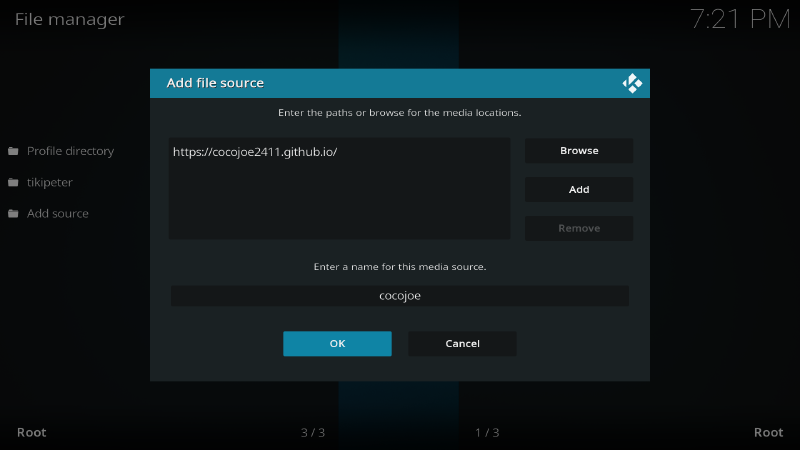 File manager
7:21 PM
Add file source
Enter the paths or browse for the media locations.
https://cocojoe2411.github.io/
Browse
Add
Remove
Profile directory
tikipeter
Add source
Enter a name for this media source.
cocojoe
OK
Cancel
Root
3 / 3
1 / 3
Root